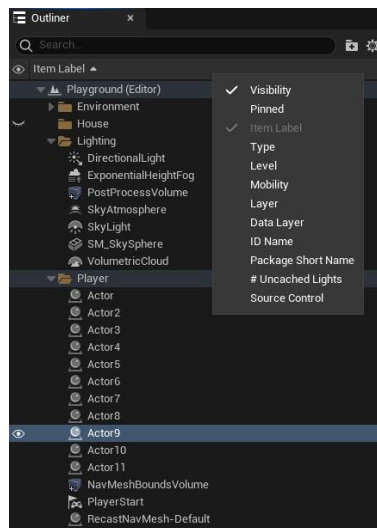 Outliner
Search...
Item Label
Playground (Editor)
Environment
House
Lighting
DirectionalLight
ExponentialHeightFog
PostProcessVolume
SkyAtmosphere
SkyLight
SM_SkySphere
VolumetricCloud
Player
Actor
Actor2
Actor3
Actor4
Actor5
Actor6
Actor7
Actor8
Actor9
Actor10
Actor11
NavMeshBoundsVolume
PlayerStart
RecastNavMesh-Default
Visibility
Pinned
Item Label
Type
Level
Mobility
Layer
Data Layer
ID Name
Package Short Name
# Uncached Lights
Source Control